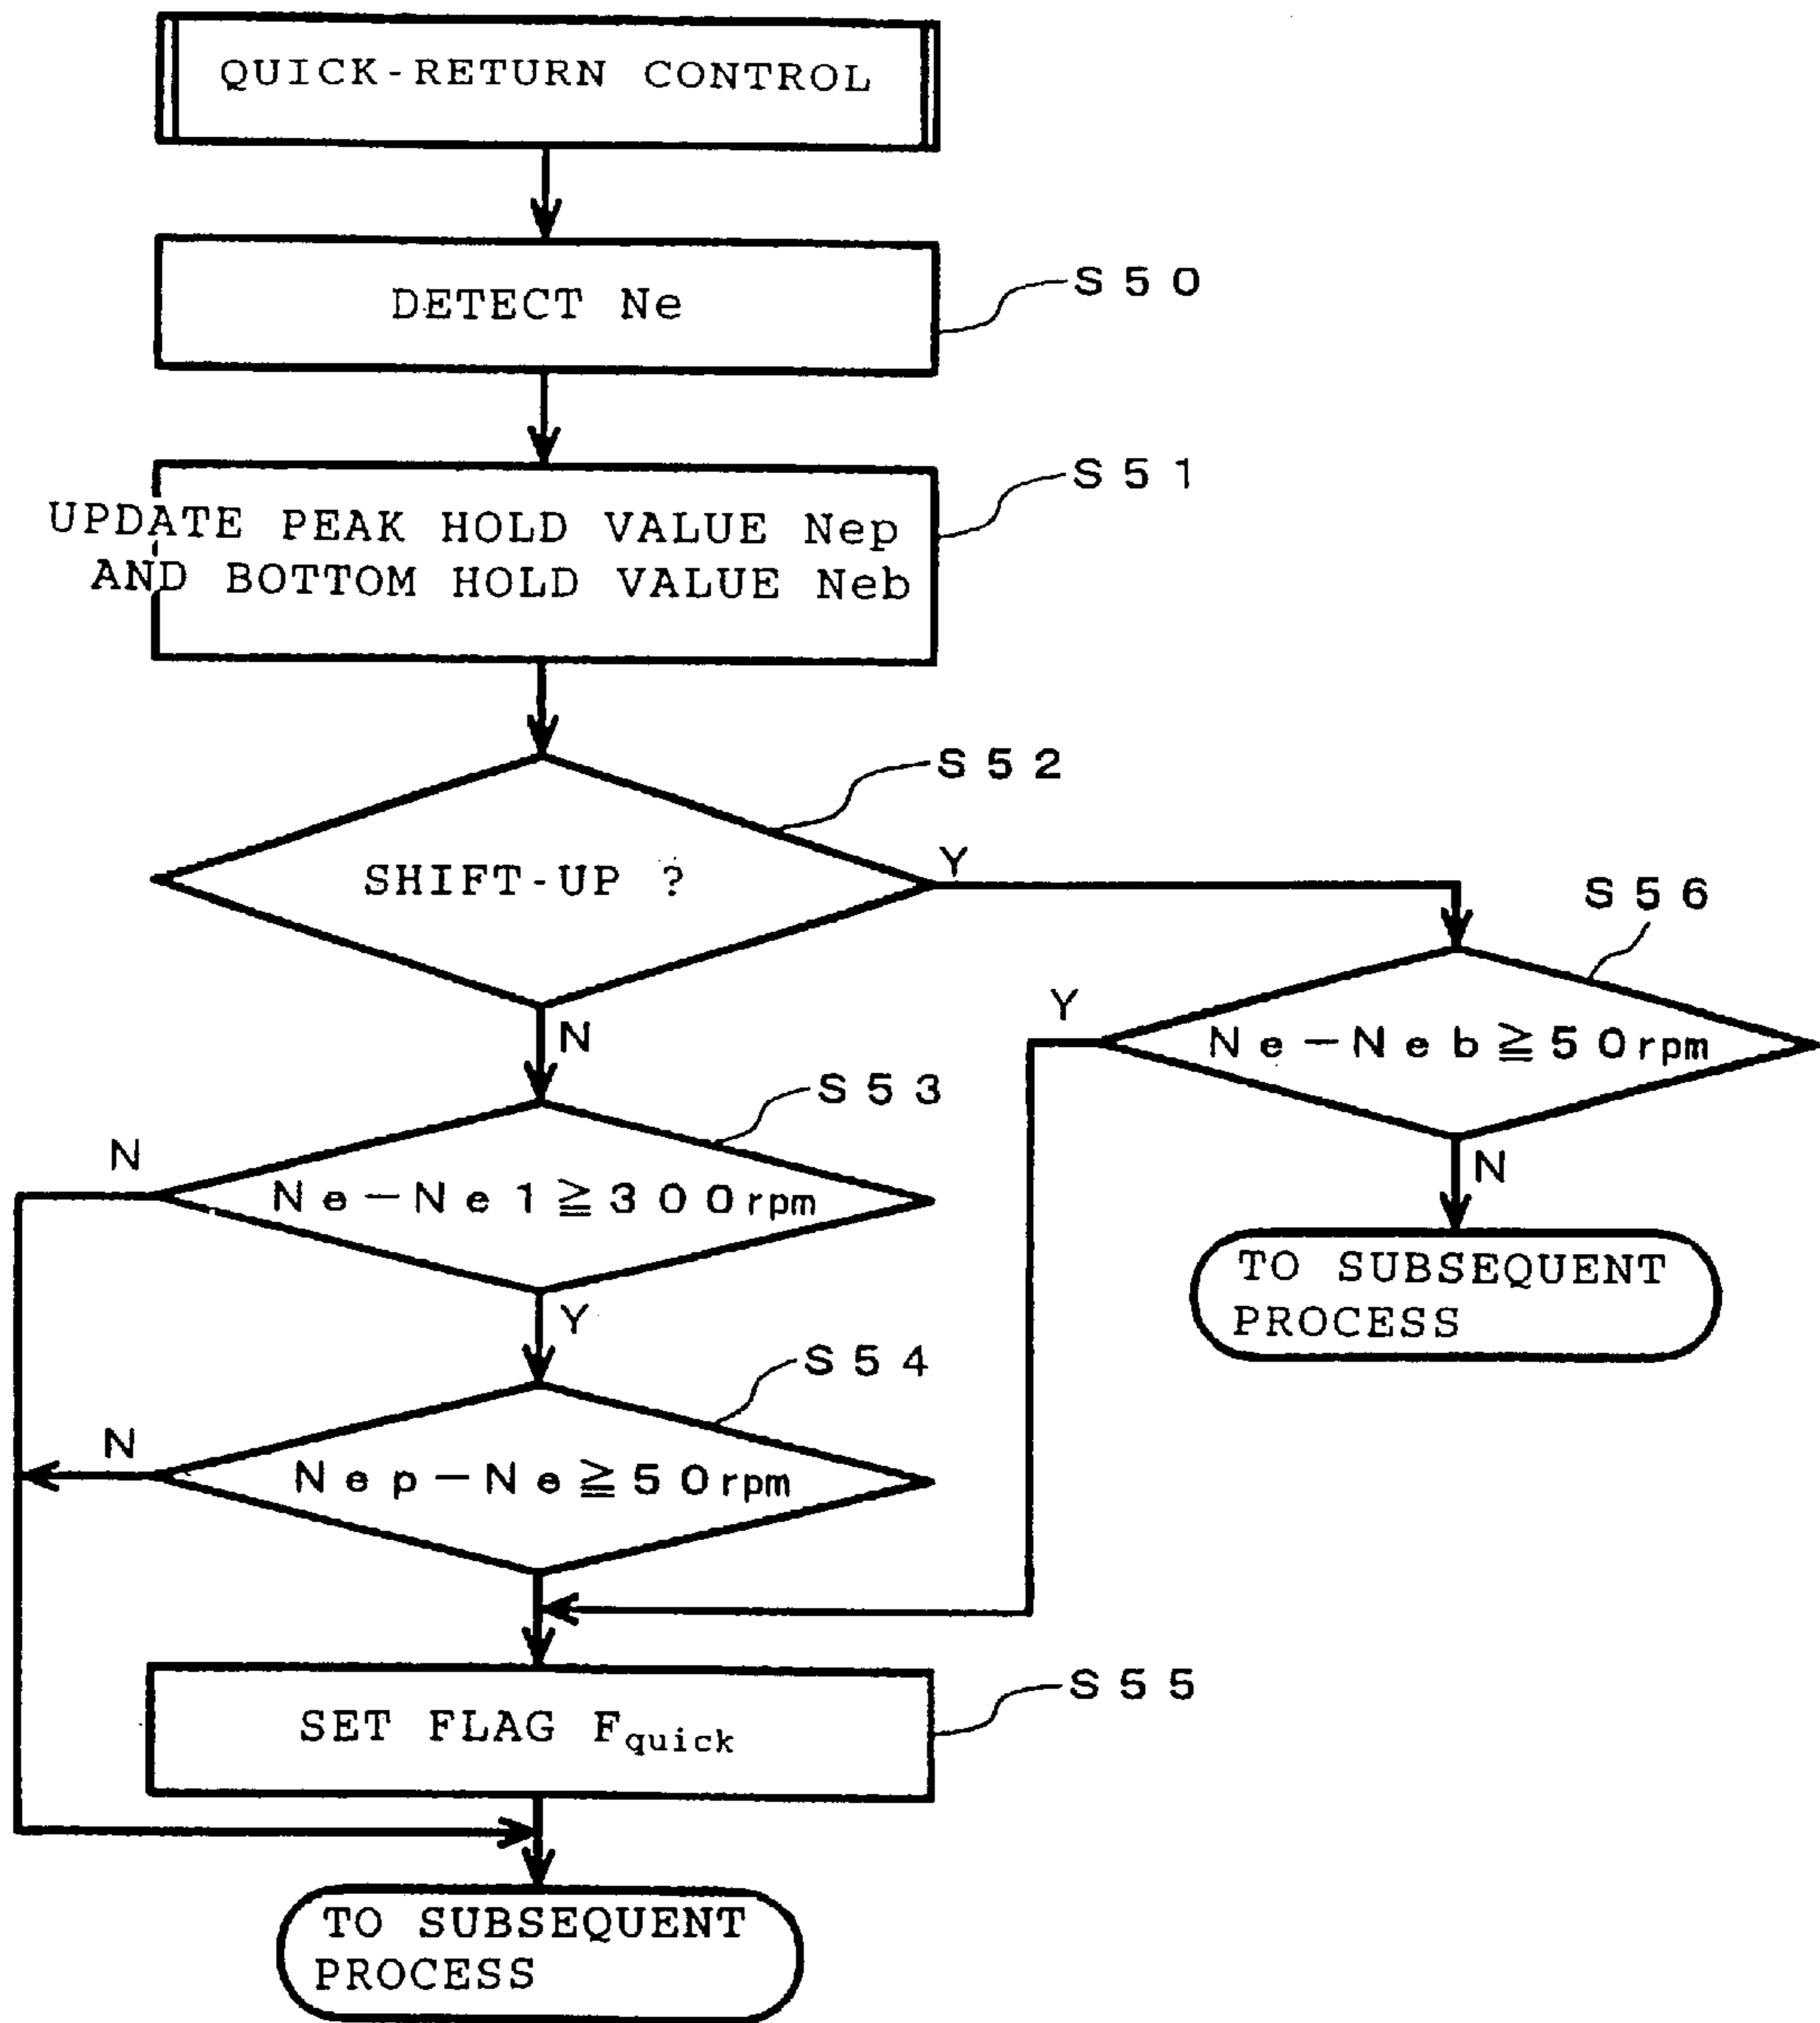 QUICK-RETURN CONTROL
DETECT Ne
S50
UPDATE PEAK HOLD VALUE Nep
AND BOTTOM HOLD VALUE Neb
S51
SHIFT-UP ?
S52
Y
N
S56
Ne-Neb≧50rpm
Y
N
TO SUBSEQUENT
PROCESS
S53
Ne-Ne1≧300rpm
N
Y
S54
Nep-Ne≧50rpm
N
SET FLAG Fquick
S55
TO SUBSEQUENT
PROCESS